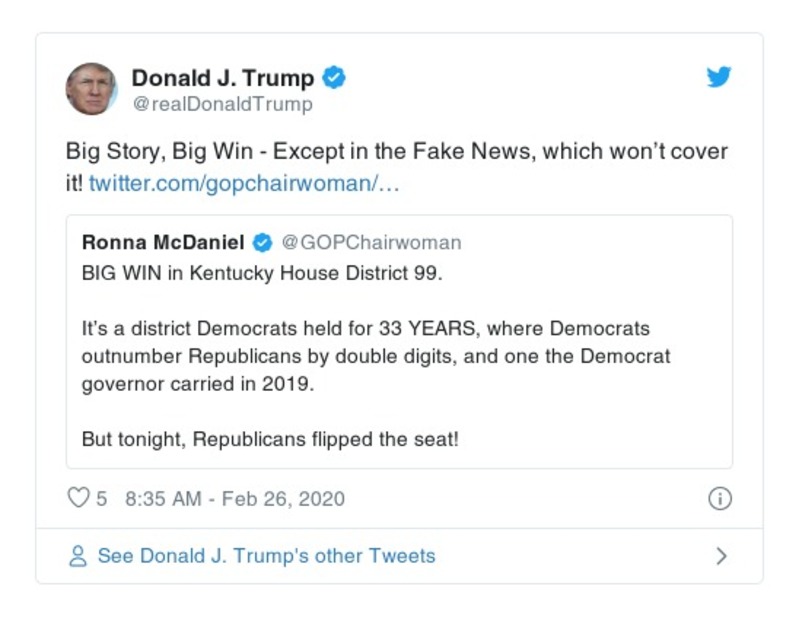 Donald J. Trump
@realDonaldTrump
Big Story, Big Win - Except in the Fake News, which won’t cover
it! twitter.com/gopchairwoman/…
Ronna McDaniel @GOPChairwoman
BIG WIN in Kentucky House District 99.
It’s a district Democrats held for 33 YEARS, where Democrats
outnumber Republicans by double digits, and one the Democrat
governor carried in 2019.
But tonight, Republicans flipped the seat!
5 8:35 AM - Feb 26, 2020
See Donald J. Trump's other Tweets